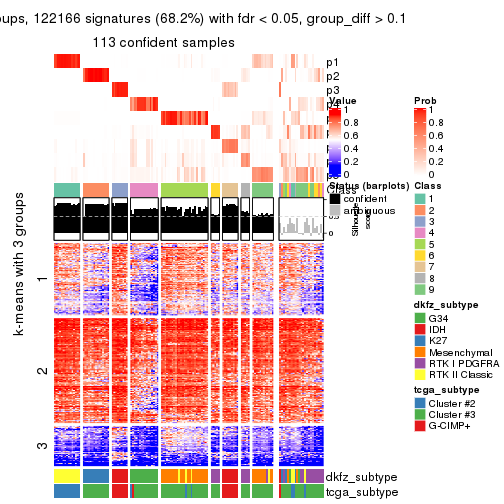 oups, 122166 signatures (68.2%) with fdr < 0.05, group_diff > 0.1
113 confident samples
p1
p2
p3
k-means with 3 groups
1
2
3
Value
1
0.8
0.6
0.4
0.2
0
Prob
1
0.8
0.6
0.4
0.2
0
Status (barplots)
confident
ambiguous
Class
1
2
3
4
5
6
7
8
9
dkfz_subtype
G34
IDH
K27
Mesenchymal
RTK I PDGFRA
RTK II Classic
tcga_subtype
Cluster #2
Cluster #3
G-CIMP+
dkfz_subtype
tcga_subtype